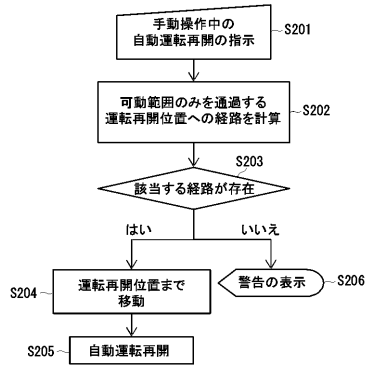 手動操作中の
自動運転再開の指示
S201
可動範囲のみを通過する
運転再開位置への経路を計算
S202
S203
該当する経路が存在
はい
いいえ
S204
運転再開位置まで
移動
警告の表示
S206
S205
自動運転再開